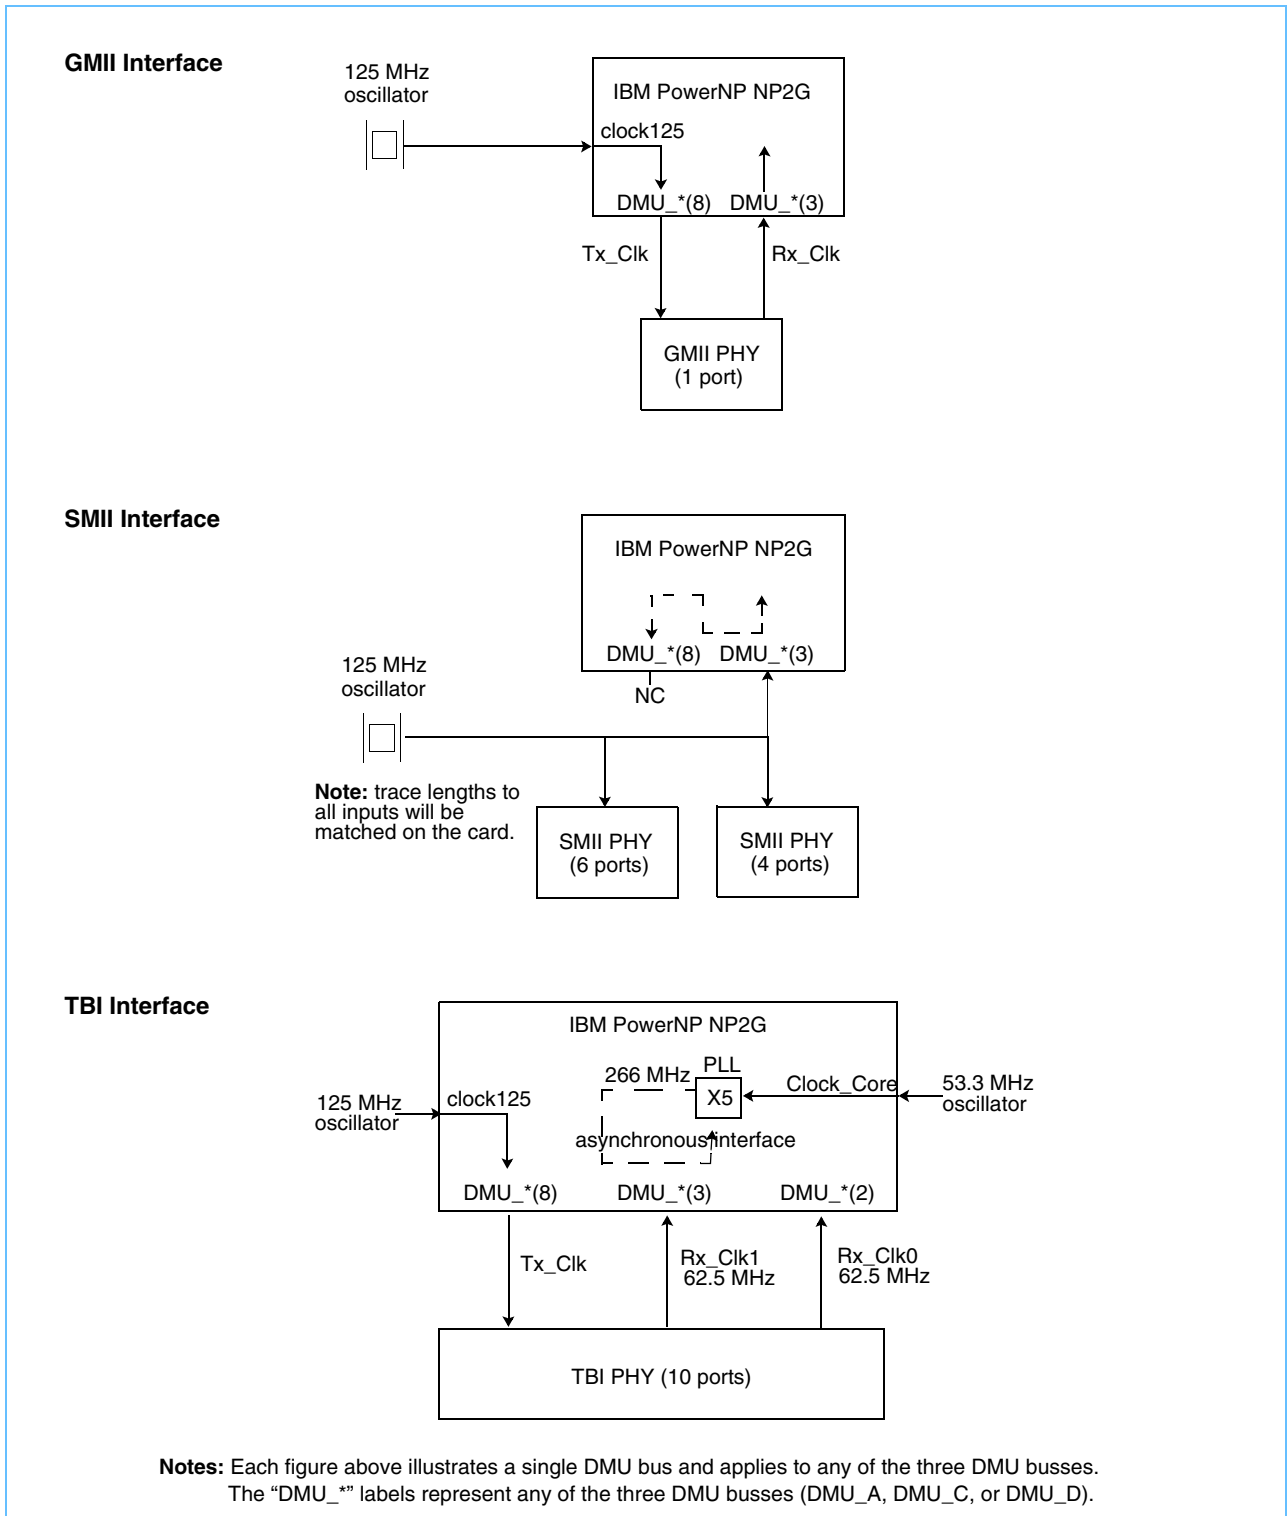 GMII Interface
125 MHz
oscillator
IBM PowerNP NP2G
clock125
DMU_*(8) DMU_*(3)
Tx_Clk
Rx_Clk
GMII PHY
(1 port)
SMII Interface
IBM PowerNP NP2G
DMU_*(8) DMU_*(3)
NC
125 MHz
oscillator
Note: trace lengths to
all inputs will be
matched on the card.
SMII PHY
(6 ports)
SMII PHY
(4 ports)
TBI Interface
IBM PowerNP NP2G
PLL
266 MHz
X5
Clock_Core
53.3 MHz
oscillator
125 MHz
oscillator
clock125
asynchronous interface
DMU_*(8) DMU_*(3) DMU_*(2)
Tx_Clk
Rx_Clk1
62.5 MHz
Rx_Clk0
62.5 MHz
TBI PHY (10 ports)
Notes: Each figure above illustrates a single DMU bus and applies to any of the three DMU busses.
The “DMU_*” labels represent any of the three DMU busses (DMU_A, DMU_C, or DMU_D).